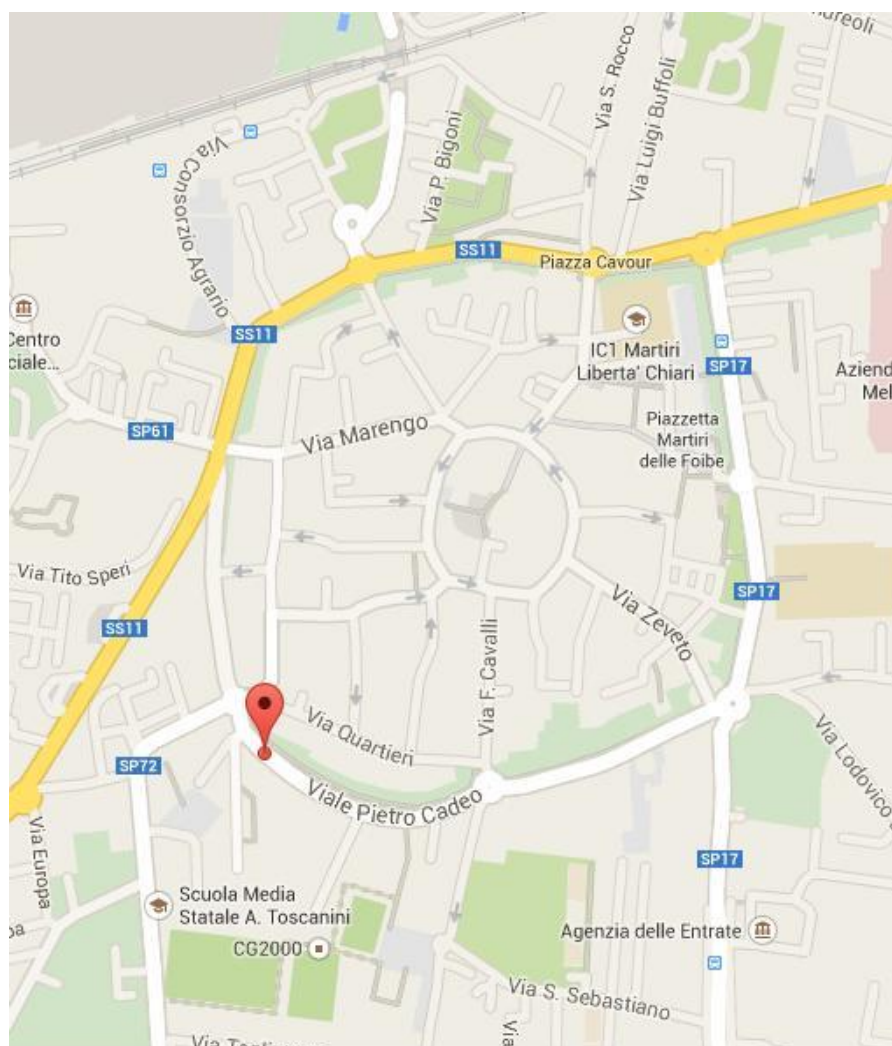 Via S. Rocco
Via Luigi Buffoli
Via P. Bigoni
Via Consorzio Agrario
SS11
Piazza Cavour
SS11
IC1 Martiri
Liberta' Chiari
SP17
Centro
ciale...
Aziend
Mel
Piazzetta
Martiri
delle Foibe
SP61
Via Marengo
Via Tito Speri
SP17
SS11
Via Zeveto
Via F. Cavalli
Via Quartieri
SP72
Viale Pietro Cadeo
Via Lodovico
Via Europa
SP17
Scuola Media
Statale A. Toscanini
Agenzia delle Entrate
CG2000
Via S. Sebastiano
Via